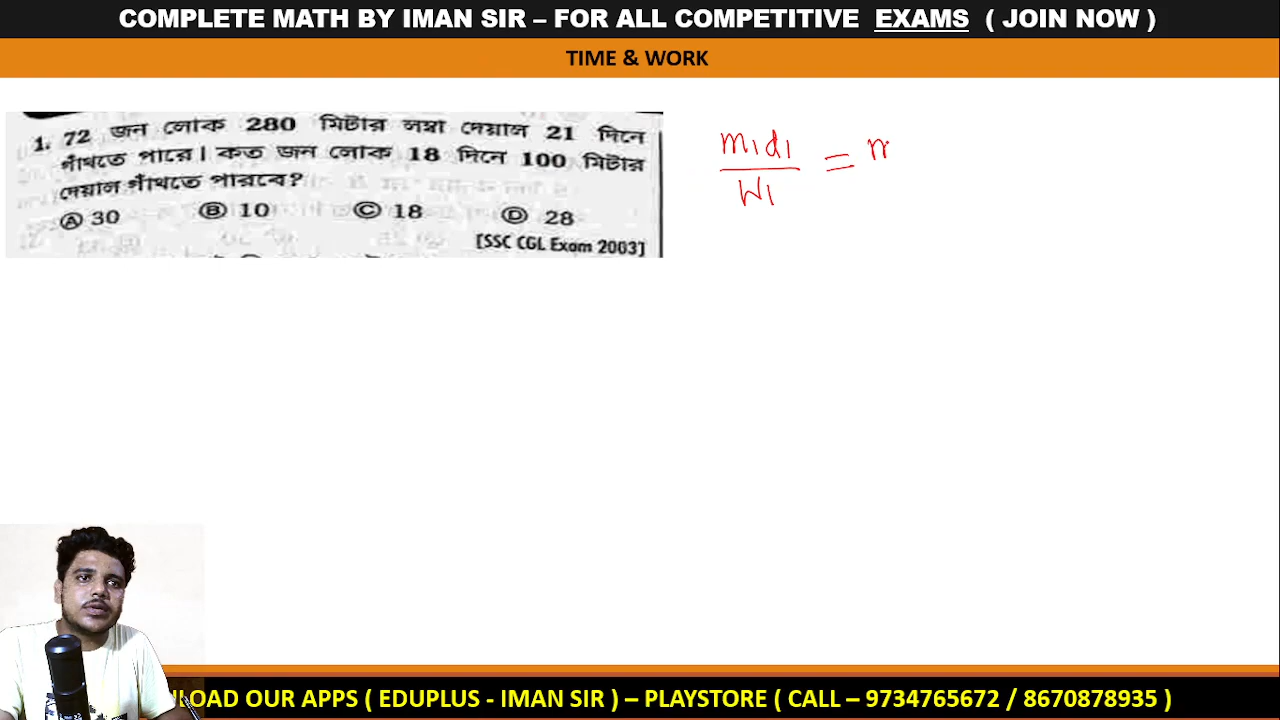 COMPLETE MATH BY IMAN SIR – FOR ALL COMPETITIVE EXAMS ( JOIN NOW )
TIME & WORK
1. 72 জন লোক 280 মিটার লম্বা দেয়াল 21 দিনে
গাঁথতে পারে। কত জন লোক 18 দিনে 100 মিটার
দেয়াল গাঁথতে পারবে?
Ⓐ 30 Ⓑ 10 Ⓒ 18 Ⓓ 28
[SSC CGL Exam 2003]
m1d1
= m
W1
NLOAD OUR APPS ( EDUPLUS - IMAN SIR ) – PLAYSTORE ( CALL – 9734765672 / 8670878935 )